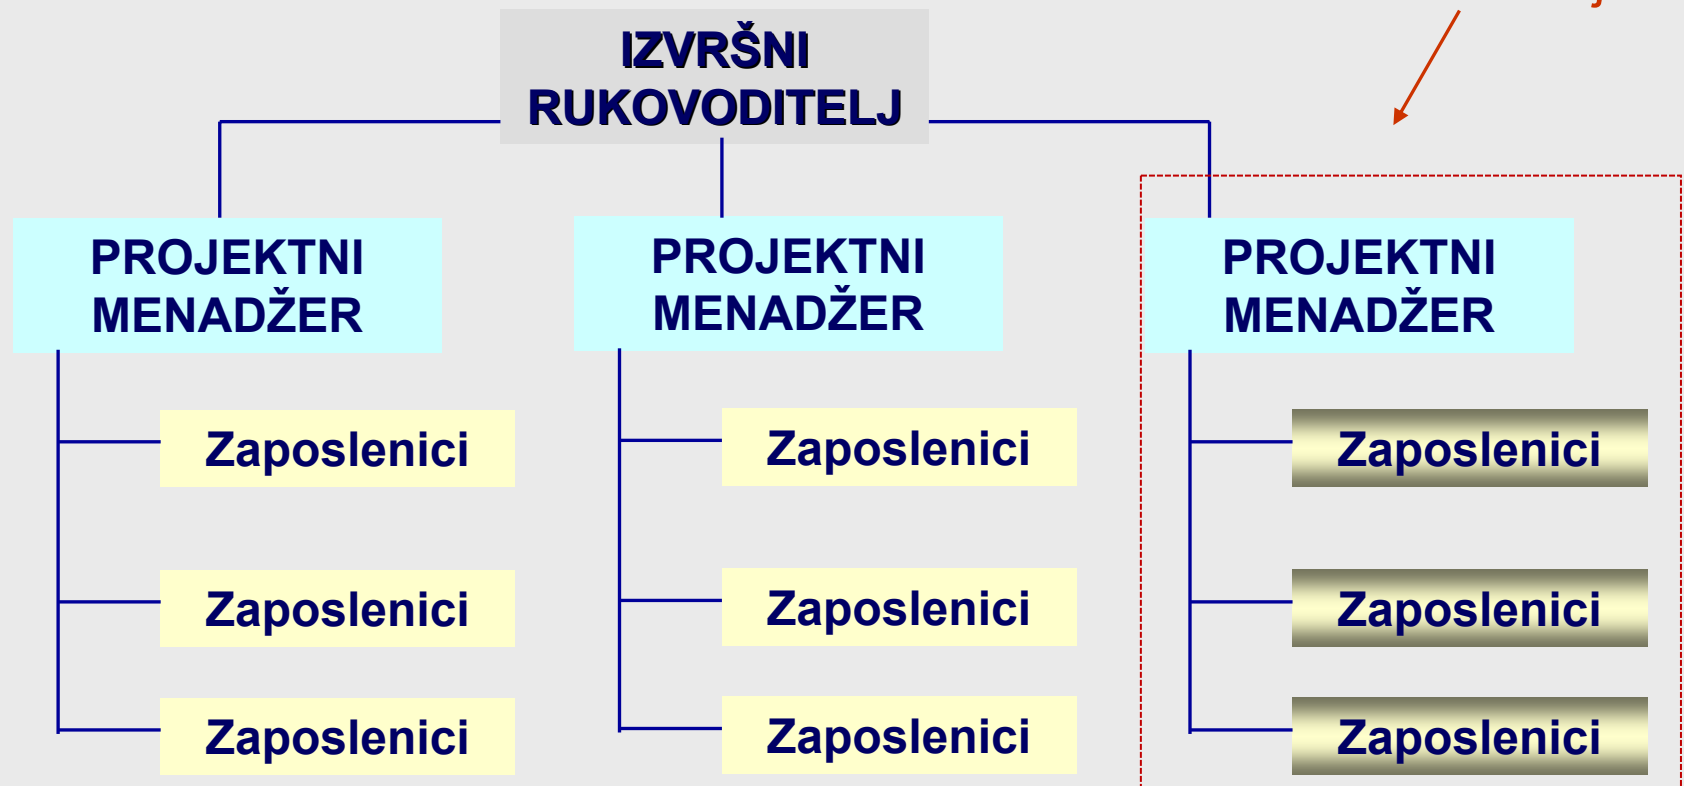 IZVRŠNI
RUKOVODITELJ
PROJEKTNI
MENADŽER
PROJEKTNI
MENADŽER
PROJEKTNI
MENADŽER
Zaposlenici
Zaposlenici
Zaposlenici
Zaposlenici
Zaposlenici
Zaposlenici
Zaposlenici
Zaposlenici
Zaposlenici